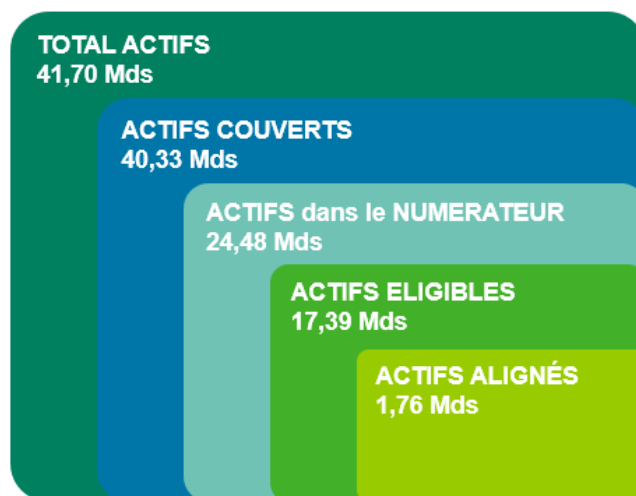 TOTAL ACTIFS
41,70 Mds
ACTIFS COUVERTS
40,33 Mds
ACTIFS dans le NUMERATEUR
24,48 Mds
ACTIFS ELIGIBLES
17,39 Mds
ACTIFS ALIGNÉS
1,76 Mds